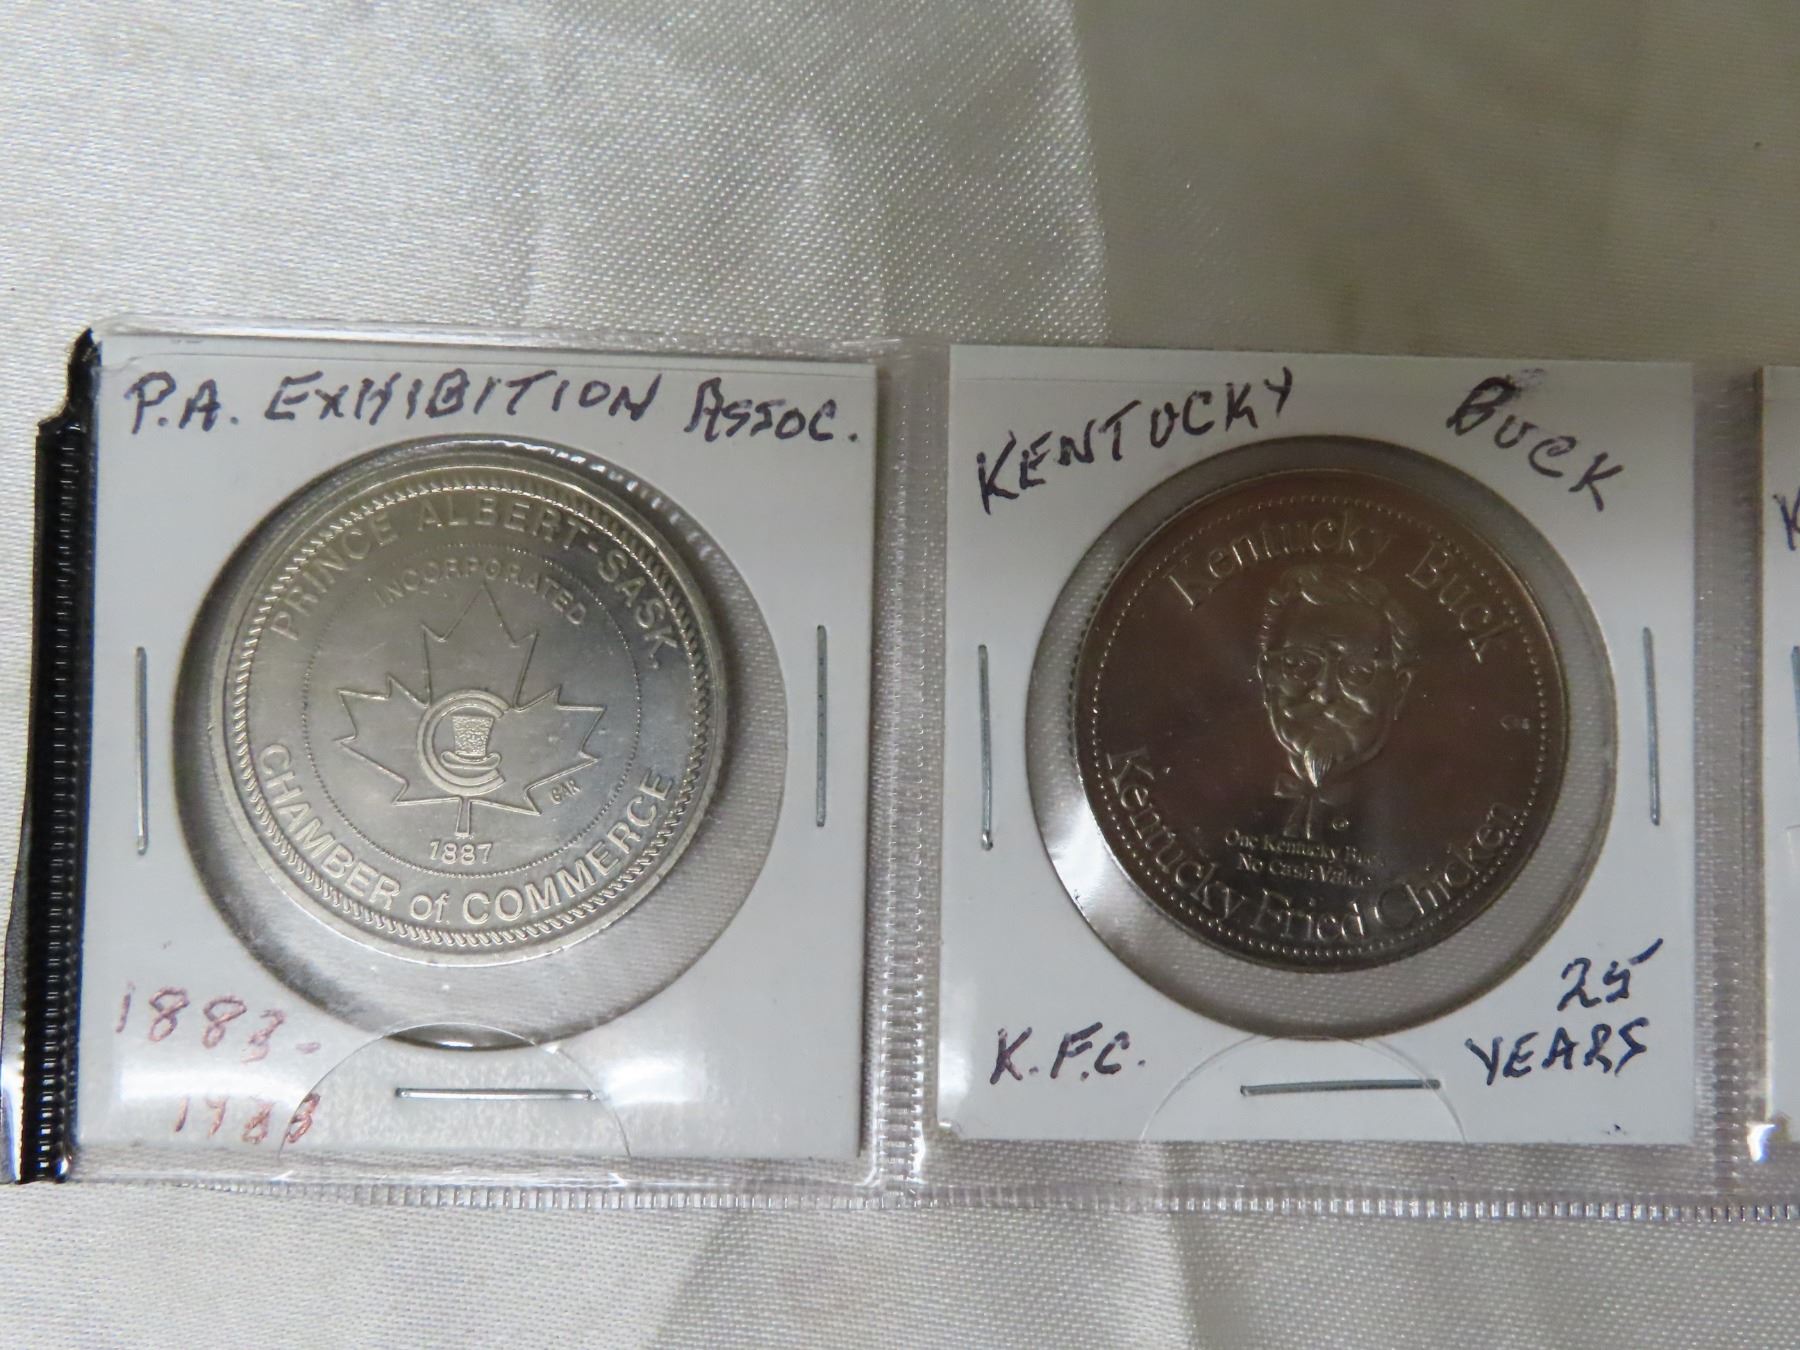 P.A. EXHIBITION ASSOC.
PRINCE ALBERT-SASK.
INCORPORATED
GAR
1887
CHAMBER of COMMERCE
1883-
1983
KENTUCKY BUCK
Kentucky Buck
One Kentucky Buck
No Cash Value
Kentucky Fried Chicken
K.F.C.
25
YEARS
K